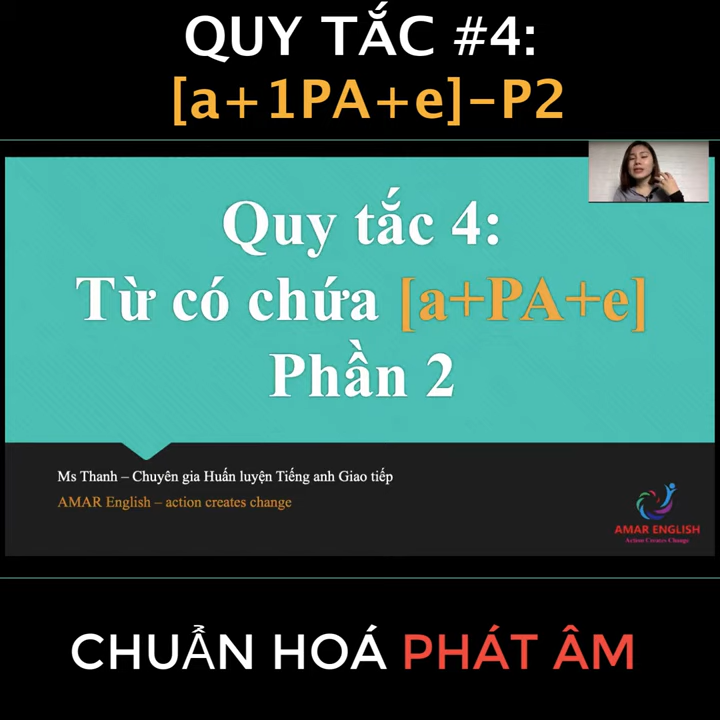 QUY TẮC #4:
[a+1PA+e]-P2
Quy tắc 4:
Từ có chứa [a+PA+e]
Phần 2
Ms Thanh – Chuyên gia Huấn luyện Tiếng anh Giao tiếp
AMAR English – action creates change
AMAR ENGLISH
Action Creates Change
CHUẨN HOÁ PHÁT ÂM